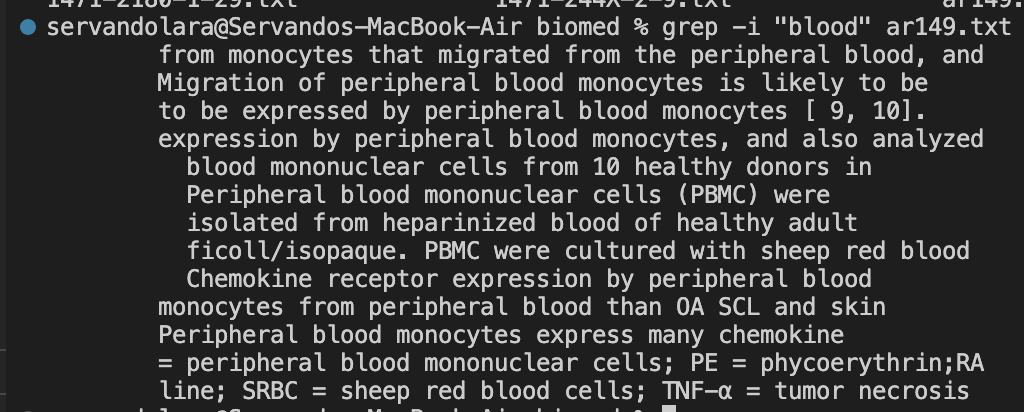 servandolara@Servandos-MacBook-Air biomed % grep -i "blood" ar149.txt
from monocytes that migrated from the peripheral blood, and
Migration of peripheral blood monocytes is likely to be
to be expressed by peripheral blood monocytes [ 9, 10].
expression by peripheral blood monocytes, and also analyzed
blood mononuclear cells from 10 healthy donors in
Peripheral blood mononuclear cells (PBMC) were
isolated from heparinized blood of healthy adult
ficoll/isopaque. PBMC were cultured with sheep red blood
Chemokine receptor expression by peripheral blood
monocytes from peripheral blood than OA SCL and skin
Peripheral blood monocytes express many chemokine
= peripheral blood mononuclear cells; PE = phycoerythrin;RA
line; SRBC = sheep red blood cells; TNF-α = tumor necrosis